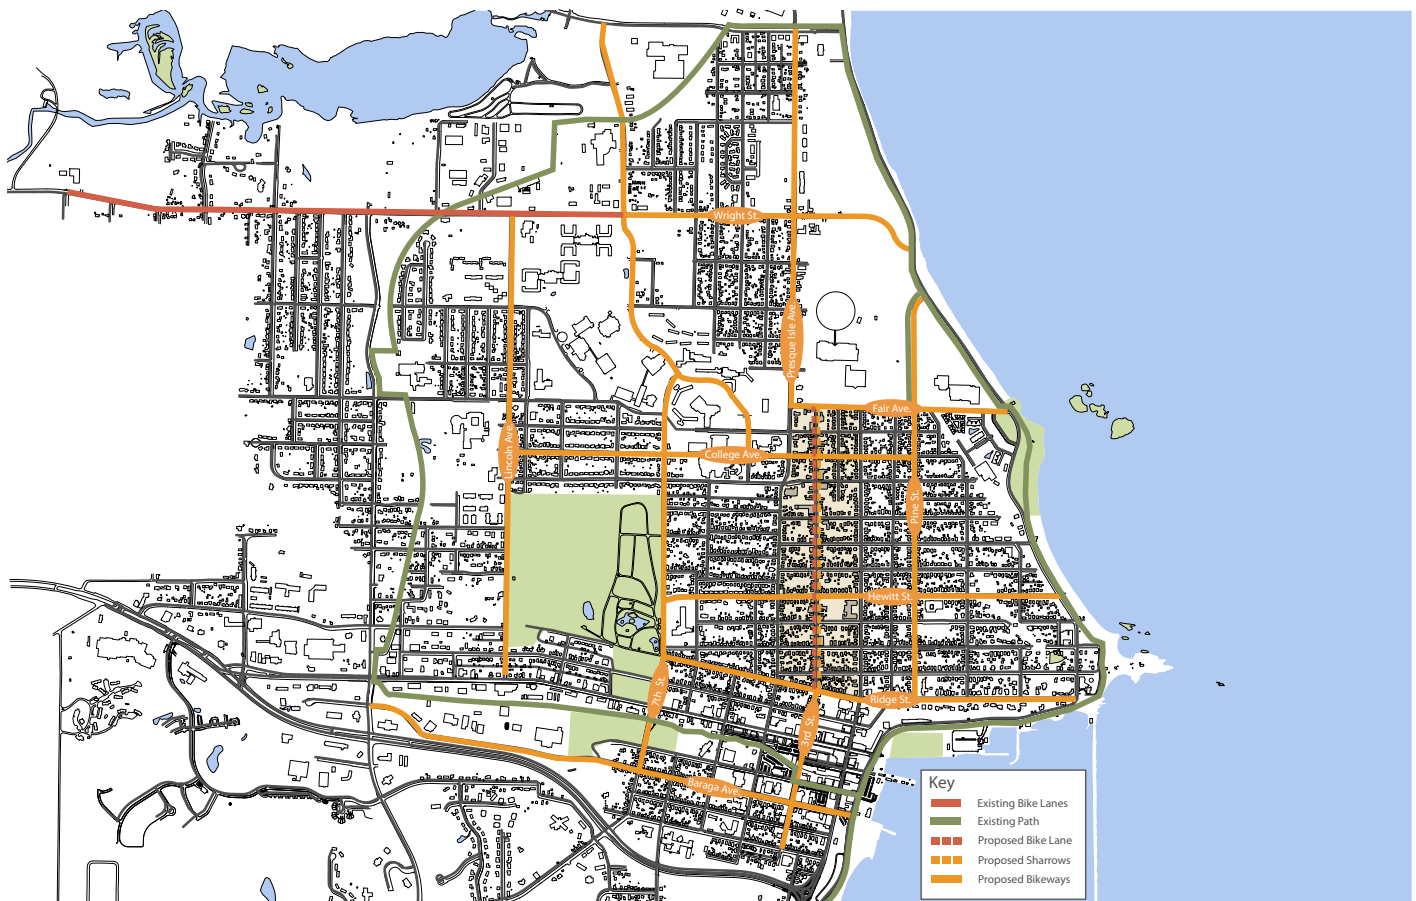 Wright St.
Presque Isle Ave.
Fair Ave.
Lincoln Ave.
College Ave.
Pine St.
Hewitt St.
7th St.
Ridge St.
3rd St.
Baraga Ave.
Key
Existing Bike Lanes
Existing Path
Proposed Bike Lane
Proposed Sharrows
Proposed Bikeways